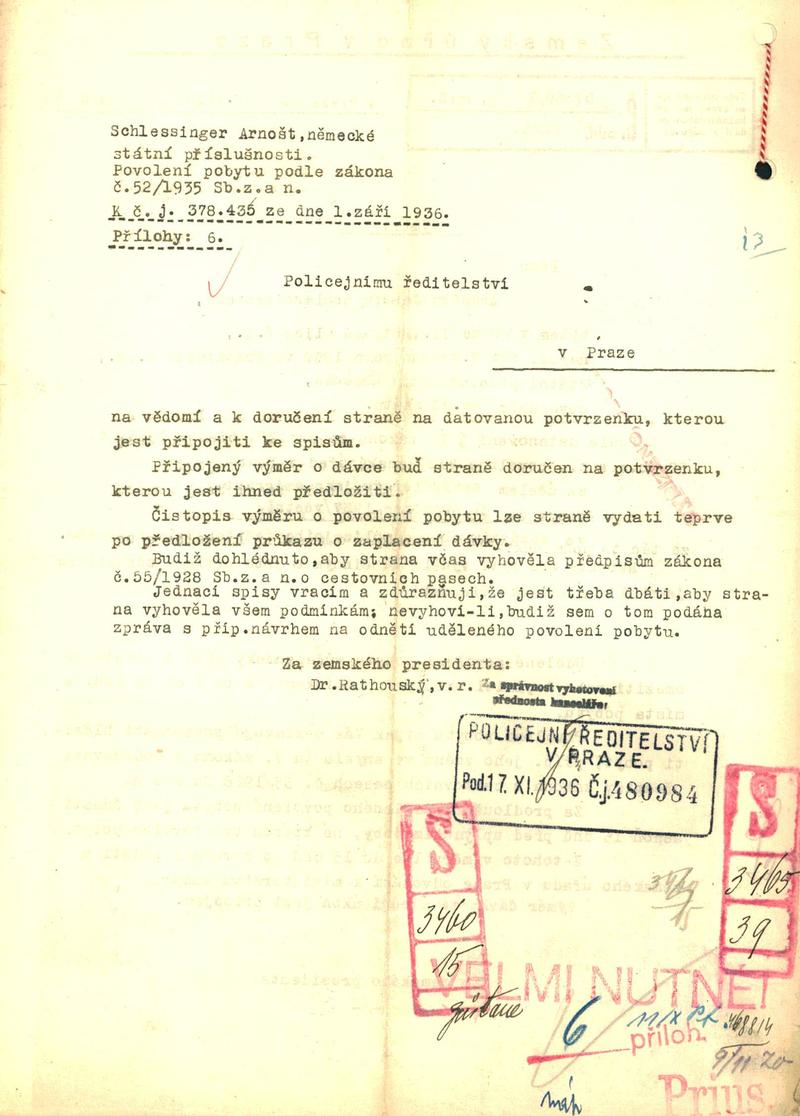 Schlessinger Arnošt,německé
státní příslušnosti.
Povolení pobytu podle zákona
č.52/1935 Sb.z.a n.
K č.j. 378.435 ze dne 1.září 1936.
Přílohy: 6.
13
Policejnímu ředitelství
v Praze
na vědomí a k doručení straně na datovanou potvrzenku, kterou
jest připojiti ke spisům.
Připojený výměr o dávce buď straně doručen na potvrzenku,
kterou jest ihned předložiti.
Čistopis výměru o povolení pobytu lze straně vydati teprve
po předložení průkazu o zaplacení dávky.
Budiž dohlédnuto,aby strana včas vyhověla předpisům zákona
č.55/1928 Sb.z.a n.o cestovních pasech.
Jednací spisy vracím a zdůrazňuji,že jest třeba dbáti,aby stra-
na vyhověla všem podmínkám; nevyhoví-li,budiž sem o tom podána
zpráva s příp.návrhem na odnětí uděleného povolení pobytu.
Za zemského presidenta:
Dr.Rathouský,v.r.
Za správnost vyhotovení
přednosta kanceláře:
POLICEJNÍ ŘEDITELSTVÍ
V PRAZE.
Pod.17. XI. 1936 Č.j.480984
S
3460
15
S
3465
39
VELMI NUTNÉ!
zůstane
6
příloh.
468814
9/11 20
Prius.